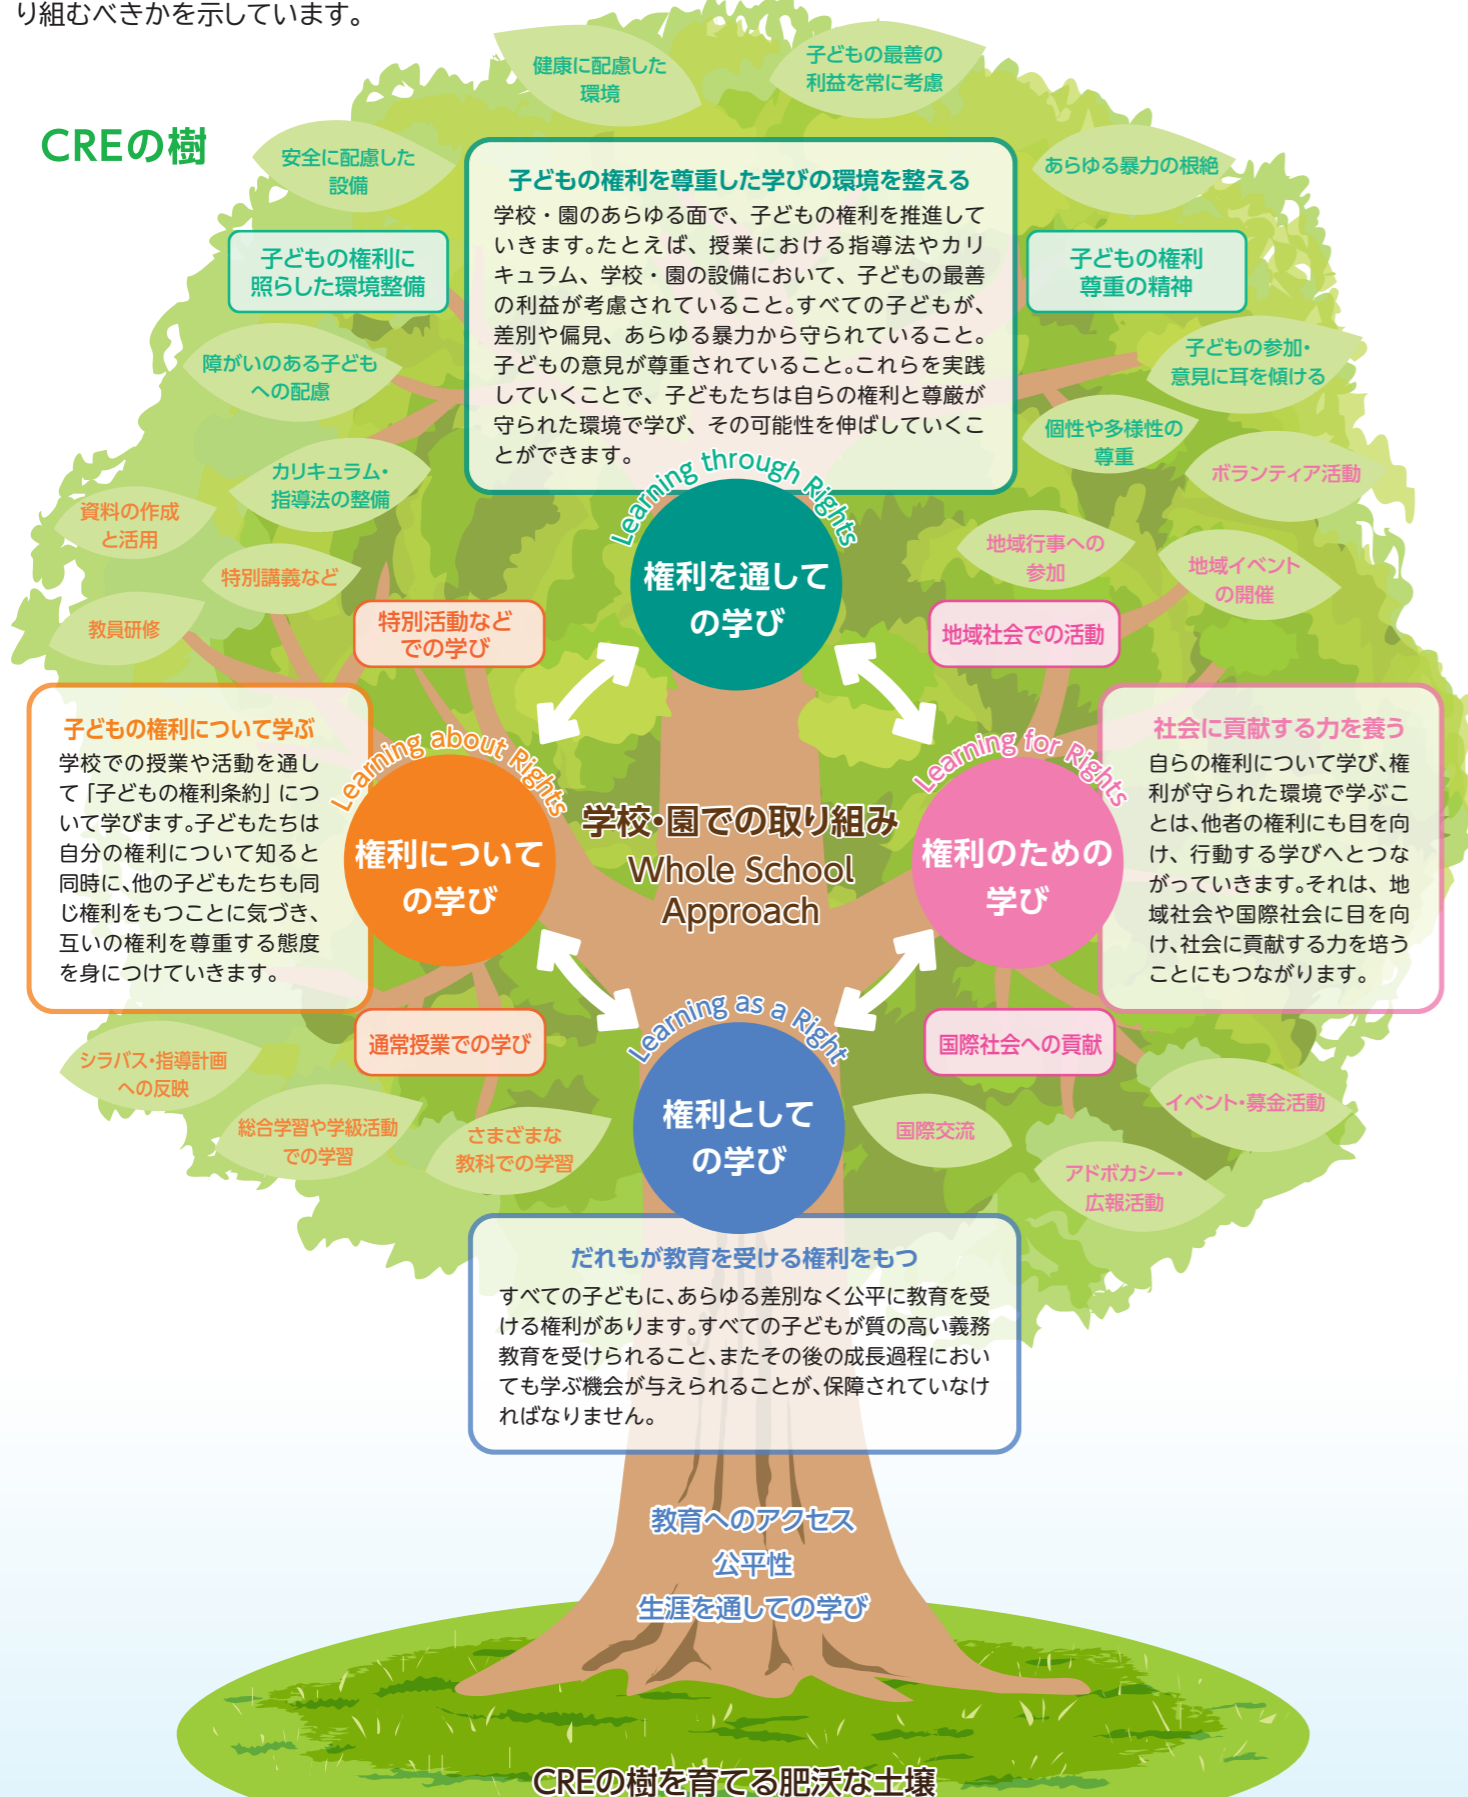 り組むべきかを示しています。
CREの樹
健康に配慮した
環境
子どもの最善の
利益を常に考慮
安全に配慮した
設備
あらゆる暴力の根絶
子どもの権利に
照らした環境整備
子どもの権利
尊重の精神
障がいのある子ども
への配慮
カリキュラム・
指導法の整備
子どもの参加・
意見に耳を傾ける
個性や多様性の
尊重
子どもの権利を尊重した学びの環境を整える
学校・園のあらゆる面で、子どもの権利を推進して
いきます。たとえば、授業における指導法やカリ
キュラム、学校・園の設備において、子どもの最善
の利益が考慮されていること。すべての子どもが、
差別や偏見、あらゆる暴力から守られていること。
子どもの意見が尊重されていること。これらを実践
していくことで、子どもたちは自らの権利と尊厳が
守られた環境で学び、その可能性を伸ばしていくこ
とができます。
Learning through Rights
権利を通して
の学び
資料の作成
と活用
特別講義など
教員研修
特別活動など
での学び
ボランティア活動
地域行事への
参加
地域イベント
の開催
地域社会での活動
子どもの権利について学ぶ
学校での授業や活動を通し
て「子どもの権利条約」につ
いて学びます。子どもたちは
自分の権利について知ると
同時に、他の子どもたちも同
じ権利をもつことに気づき、
互いの権利を尊重する態度
を身につけていきます。
Learning about Rights
権利について
の学び
学校・園での取り組み
Whole School
Approach
Learning for Rights
権利のための
学び
社会に貢献する力を養う
自らの権利について学び、権
利が守られた環境で学ぶこ
とは、他者の権利にも目を向
け、行動する学びへとつな
がっていきます。それは、地
域社会や国際社会に目を向
け、社会に貢献する力を培う
ことにもつながります。
通常授業での学び
シラバス・指導計画
への反映
総合学習や学級活動
での学習
さまざまな
教科での学習
国際社会への貢献
国際交流
イベント・募金活動
アドボカシー・
広報活動
Learning as a Right
権利として
の学び
だれもが教育を受ける権利をもつ
すべての子どもに、あらゆる差別なく公平に教育を受
ける権利があります。すべての子どもが質の高い義務
教育を受けられること、またその後の成長過程におい
ても学ぶ機会が与えられることが、保障されていなけ
ればなりません。
教育へのアクセス
公平性
生涯を通しての学び
CREの樹を育てる肥沃な土壌